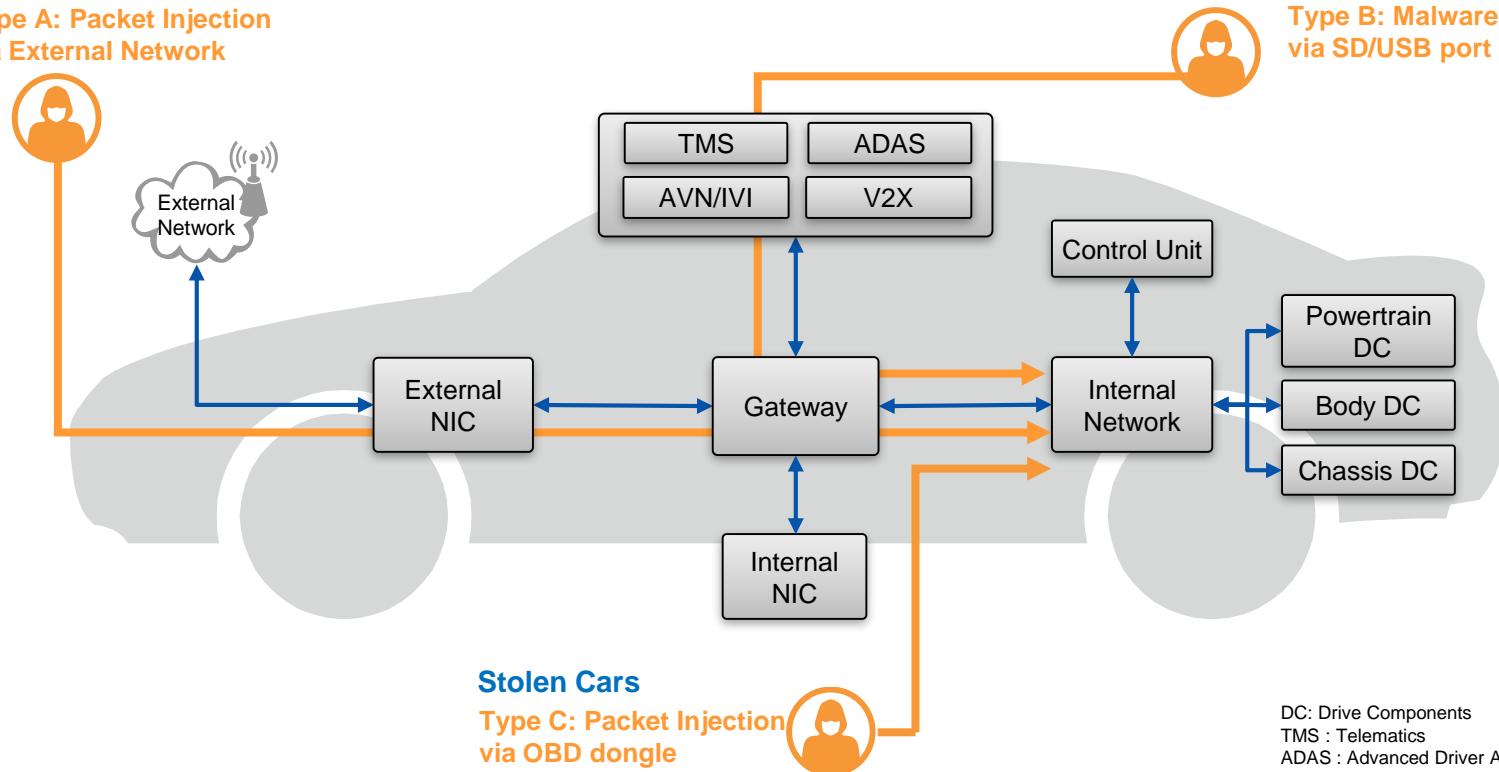 pe A: Packet Injection
External Network
Type B: Malware
via SD/USB port
TMS
ADAS
AVN/IVI
V2X
External
Network
Control Unit
Powertrain
DC
External
NIC
Gateway
Internal
Network
Body DC
Chassis DC
Internal
NIC
Stolen Cars
Type C: Packet Injection
via OBD dongle
DC: Drive Components
TMS : Telematics
ADAS : Advanced Driver A